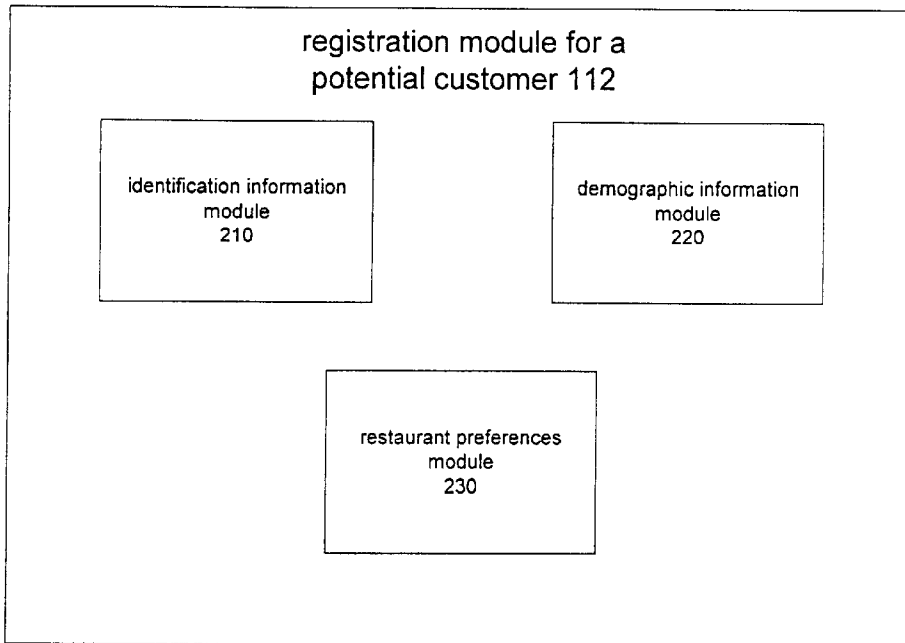 registration module for a
potential customer 112
identification information
module
210
demographic information
module
220
restaurant preferences
module
230